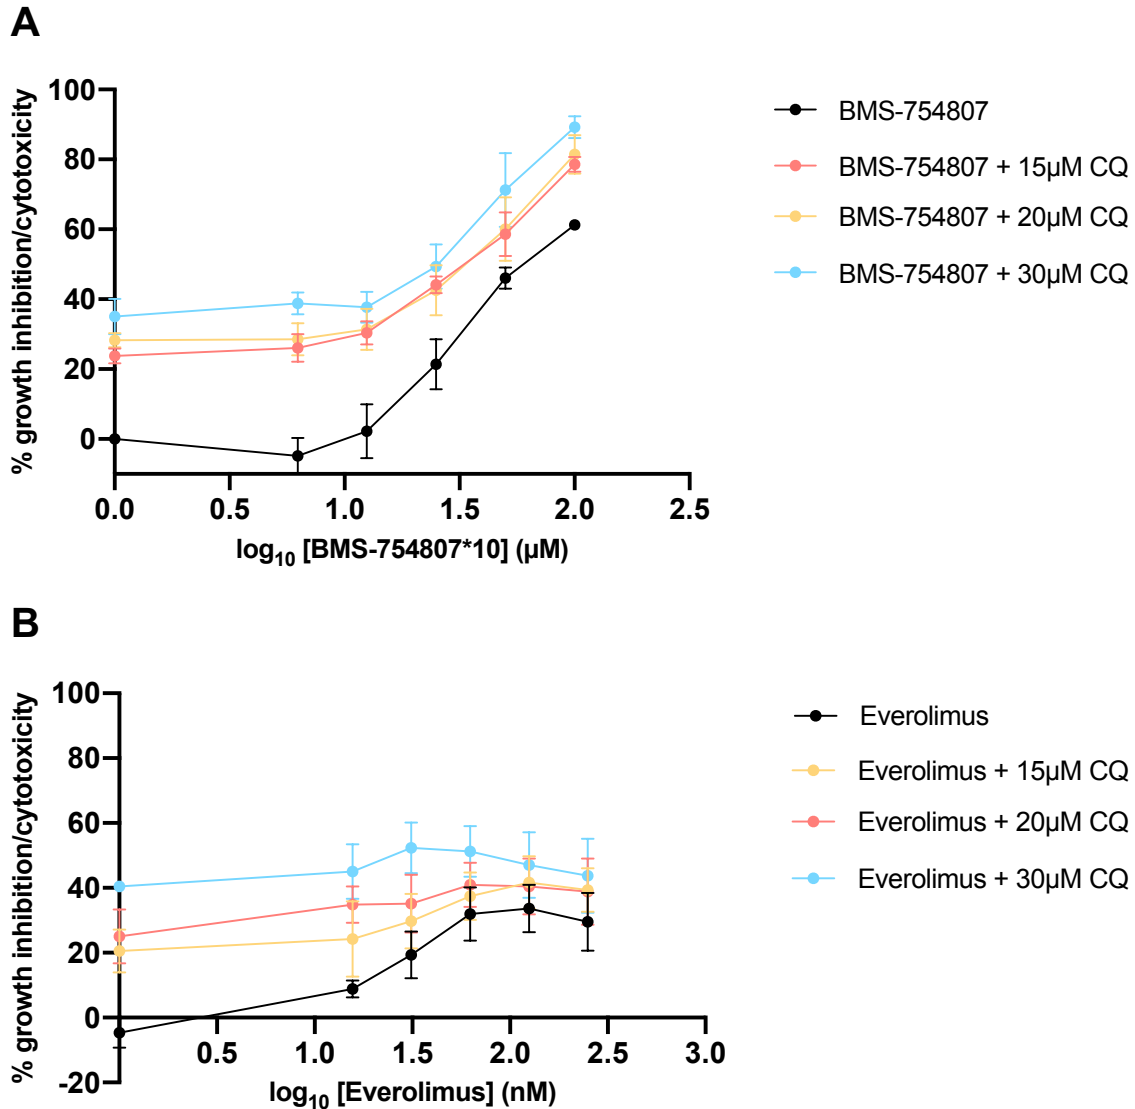 A
% growth inhibition/cytotoxicity
100
80
60
40
20
0
0.0 0.5 1.0 1.5 2.0 2.5
log₁₀ [BMS-754807*10] (µM)
BMS-754807
BMS-754807 + 15µM CQ
BMS-754807 + 20µM CQ
BMS-754807 + 30µM CQ
B
% growth inhibition/cytotoxicity
100
80
60
40
20
0
-20
0.5 1.0 1.5 2.0 2.5 3.0
log₁₀ [Everolimus] (nM)
Everolimus
Everolimus + 15µM CQ
Everolimus + 20µM CQ
Everolimus + 30µM CQ